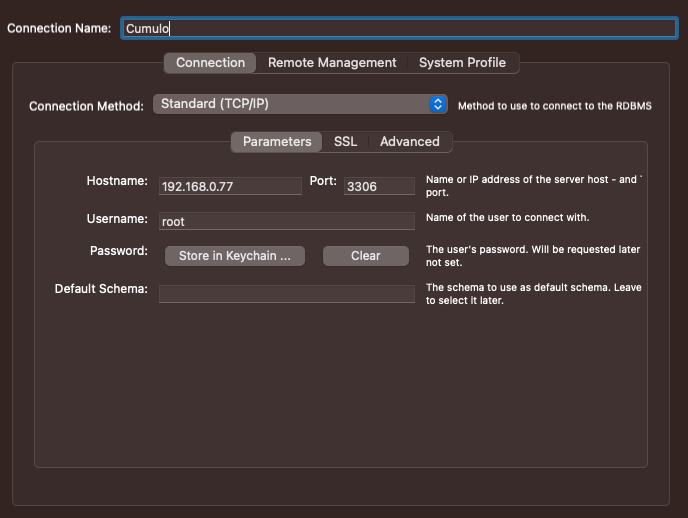 Connection Name: Cumulo
Connection Remote Management System Profile
Connection Method: Standard (TCP/IP) Method to use to connect to the RDBMS
Parameters SSL Advanced
Hostname: 192.168.0.77 Port: 3306 Name or IP address of the server host - and
port.
Username: root Name of the user to connect with.
Password: Store in Keychain ... Clear The user's password. Will be requested later
not set.
Default Schema: The schema to use as default schema. Leave
to select it later.